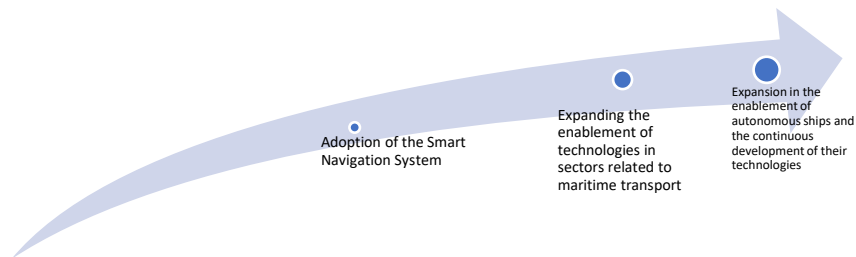 Adoption of the Smart
Navigation System
Expanding the
enablement of
technologies in
sectors related to
maritime transport
Expansion in the
enablement of
autonomous ships and
the continuous
development of their
technologies